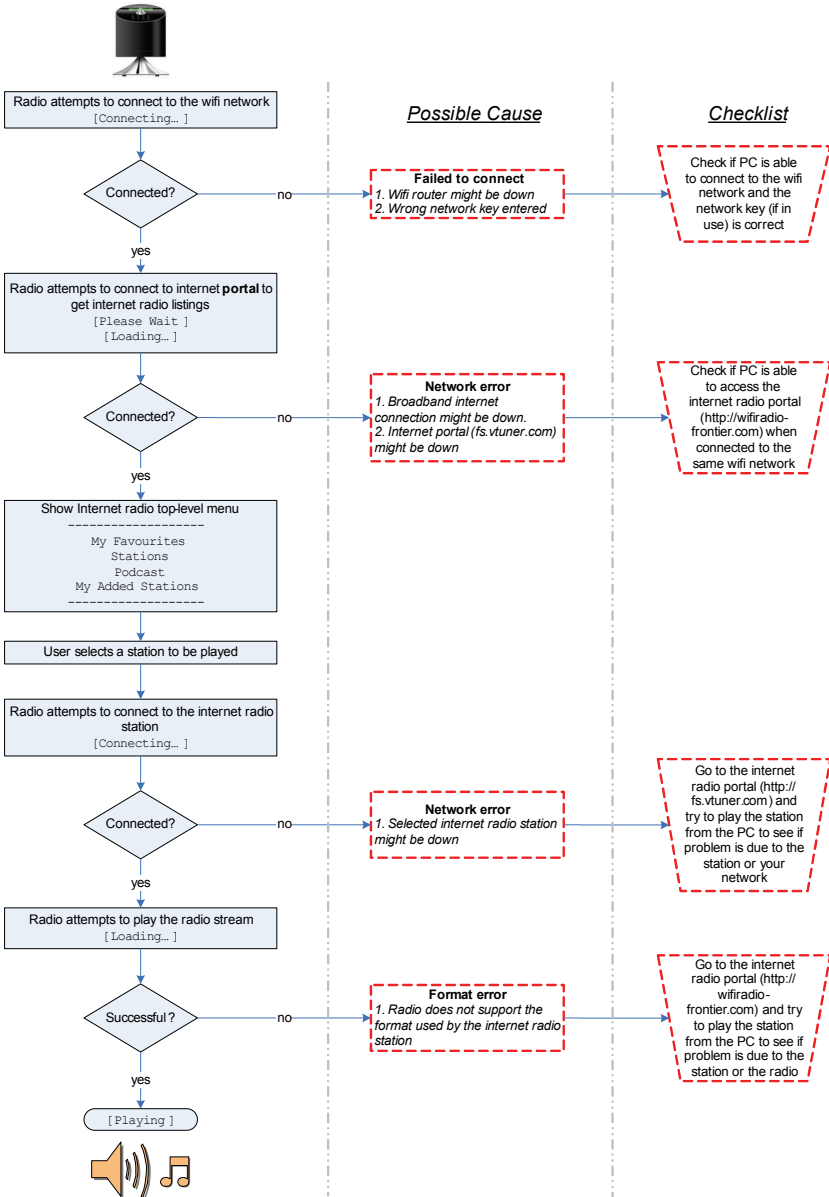 Radio attempts to connect to the wifi network
[Connecting… ]
Possible Cause
Checklist
Connected?
no
Failed to connect
1. Wifi router might be down
2. Wrong network key entered
Check if PC is able
to connect to the wifi
network and the
network key (if in
use) is correct
yes
Radio attempts to connect to internet portal to
get internet radio listings
[Please Wait ]
[Loading… ]
Connected?
no
Network error
1. Broadband internet
connection might be down.
2. Internet portal (fs.vtuner.com)
might be down
Check if PC is able
to access the
internet radio portal
(http://wifiradio-
frontier.com) when
connected to the
same wifi network
yes
Show Internet radio top-level menu
-------------------
My Favourites
Stations
Podcast
My Added Stations
-------------------
User selects a station to be played
Radio attempts to connect to the internet radio
station
[Connecting… ]
Connected?
no
Network error
1. Selected internet radio station
might be down
Go to the internet
radio portal (http://
fs.vtuner.com) and
try to play the station
from the PC to see if
problem is due to the
station or your
network
yes
Radio attempts to play the radio stream
[Loading… ]
Successful?
no
Format error
1. Radio does not support the
format used by the internet radio
station
Go to the internet
radio portal (http://
wifiradio-
frontier.com) and try
to play the station
from the PC to see if
problem is due to the
station or the radio
yes
[Playing ]